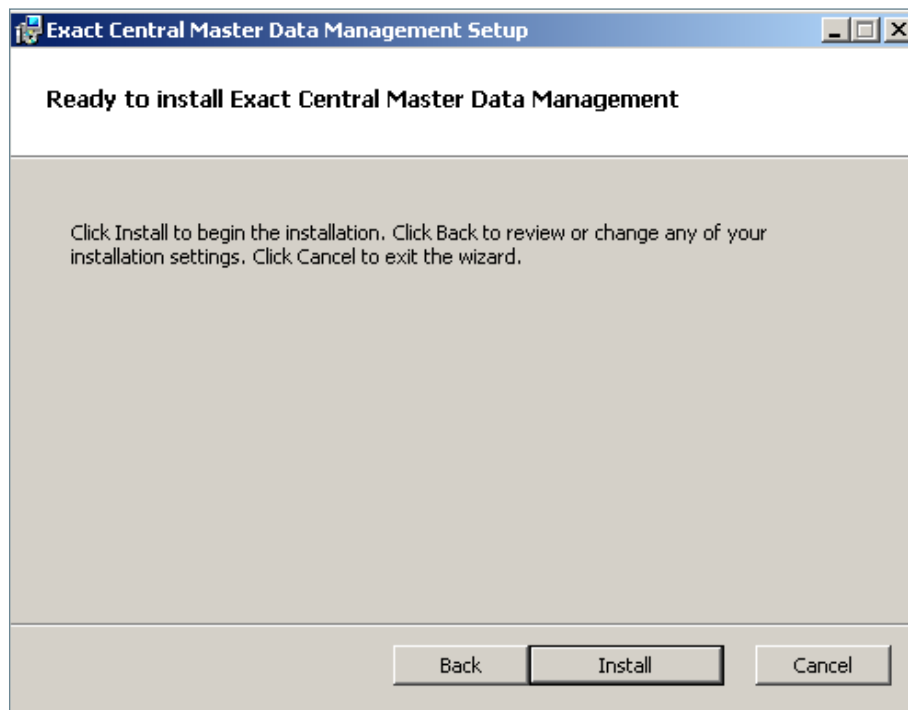 Exact Central Master Data Management Setup
Ready to install Exact Central Master Data Management
Click Install to begin the installation. Click Back to review or change any of your
installation settings. Click Cancel to exit the wizard.
Back Install Cancel